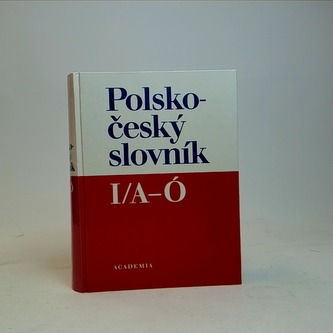 Polsko-
český
slovník
I/A–Ó
ACADEMIA